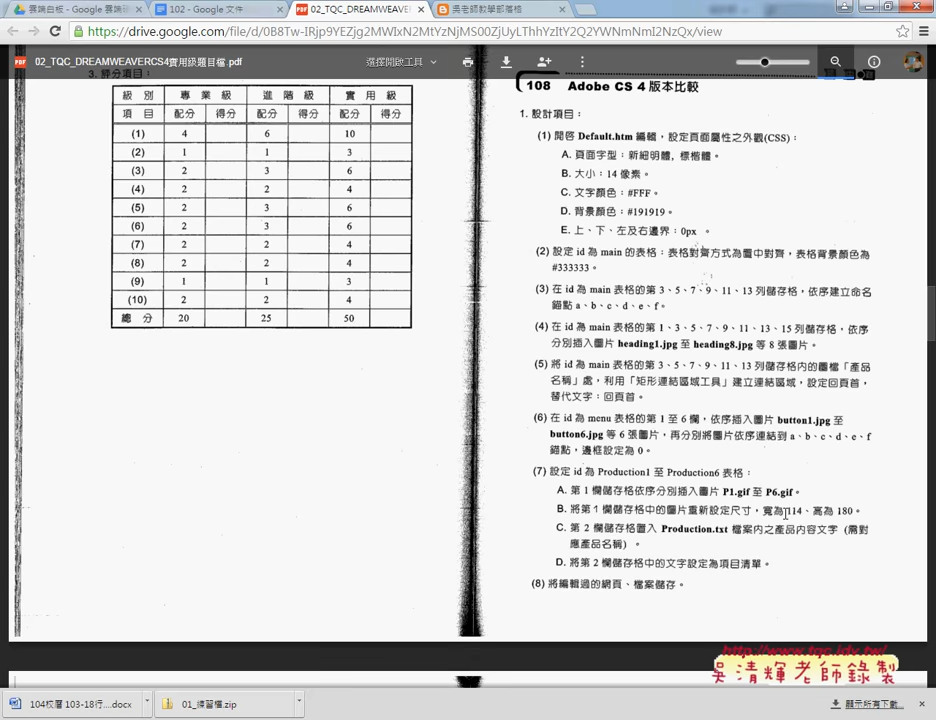 雲端白板 - Google 雲端硬
102 - Google 文件
02_TQC_DREAMWEAVER
吳老師教學部落格
https://drive.google.com/file/d/0B8Tw-IRjp9YEZjg2MWIxN2MtYzNjMS00ZjUyLThhYzItY2Q2YWNmNmI2NzQx/view
02_TQC_DREAMWEAVERCS4實用級題目檔.pdf
選擇開啟工具
3. 評分項目：
級 別 專 業 級 進 階 級 實 用 級
項 目 配分 得分 配分 得分 配分 得分
(1) 4 6 10
(2) 1 1 3
(3) 2 3 6
(4) 2 2 4
(5) 2 3 6
(6) 2 3 6
(7) 2 2 4
(8) 2 2 4
(9) 1 1 3
(10) 2 2 4
總 分 20 25 50
108 Adobe CS 4 版本比較
1. 設計項目：
(1) 開啓 Default.htm 編輯，設定頁面屬性之外觀(CSS)：
A. 頁面字型：新細明體, 標楷體。
B. 大小：14 像素。
C. 文字顏色：#FFF。
D. 背景顏色：#191919。
E. 上、下、左及右邊界：0px 。
(2) 設定 id 為 main 的表格：表格對齊方式為置中對齊，表格背景顏色為
#333333。
(3) 在 id 為 main 表格的第 3、5、7、9、11、13 列儲存格，依序建立命名
錨點 a、b、c、d、e、f。
(4) 在 id 為 main 表格的第 1、3、5、7、9、11、13、15 列儲存格，依序
分別插入圖片 heading1.jpg 至 heading8.jpg 等 8 張圖片。
(5) 將 id 為 main 表格的第 3、5、7、9、11、13 列儲存格內的圖檔「產品
名稱」處，利用「矩形連結區域工具」建立連結區域，設定回頁首，
替代文字：回頁首。
(6) 在 id 為 menu 表格的第 1 至 6 欄，依序插入圖片 button1.jpg 至
button6.jpg 等 6 張圖片，再分別將圖片依序連結到 a、b、c、d、e、f
錨點，邊框設定為 0。
(7) 設定 id 為 Production1 至 Production6 表格：
A. 第 1 欄儲存格依序分別插入圖片 P1.gif 至 P6.gif。
B. 將第 1 欄儲存格中的圖片重新設定尺寸，寬為 114、高為 180。
C. 第 2 欄儲存格置入 Production.txt 檔案內之產品內容文字 (需對
應產品名稱) 。
D. 將第 2 欄儲存格中的文字設定為項目清單。
(8) 將編輯過的網頁、檔案儲存。
http://www.tqc.idv.tw/
吳清輝老師錄製
104校曆 103-18行....docx
01_練習檔.zip
顯示所有下載...